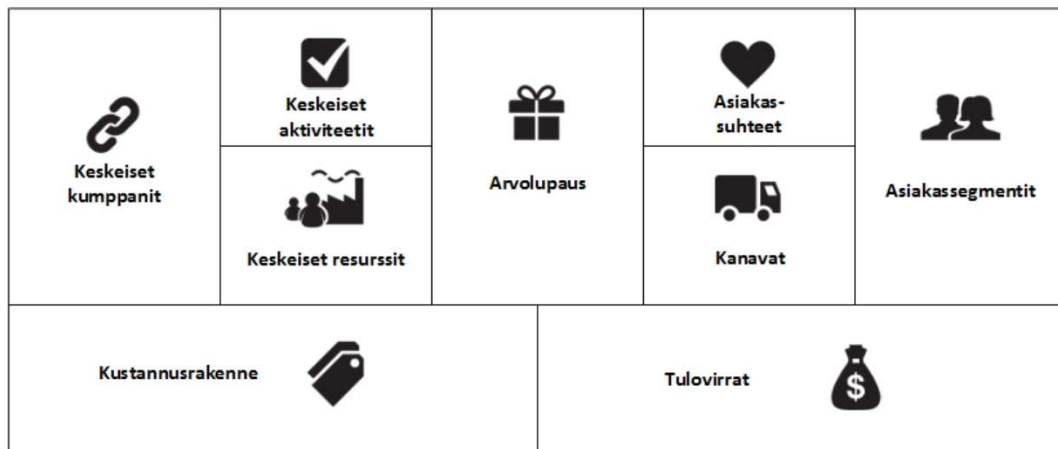 Keskeiset
kumppanit
Keskeiset
aktiviteetit
Keskeiset resurssit
Arvolupaus
Asiakas-
suhteet
Kanavat
Asiakassegmentit
Kustannusrakenne
Tulovirrat
$